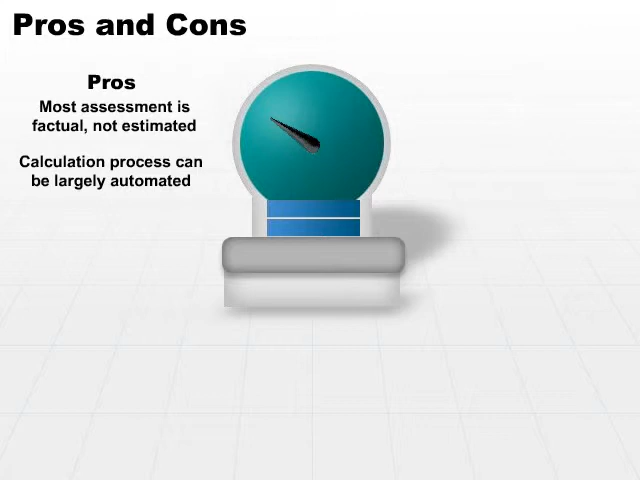 Pros and Cons
Pros
Most assessment is
factual, not estimated
Calculation process can
be largely automated